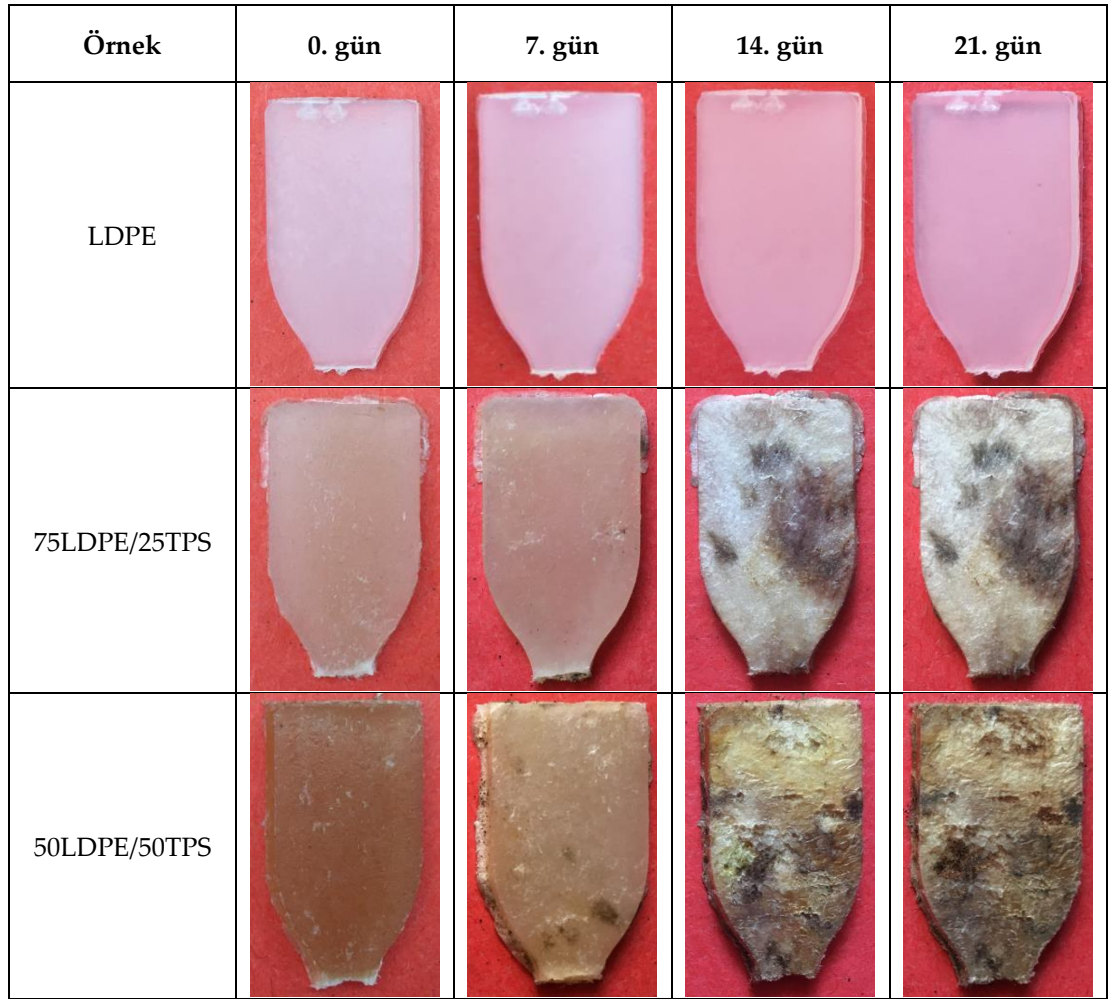 Örnek
0. gün
7. gün
14. gün
21. gün
LDPE
75LDPE/25TPS
50LDPE/50TPS